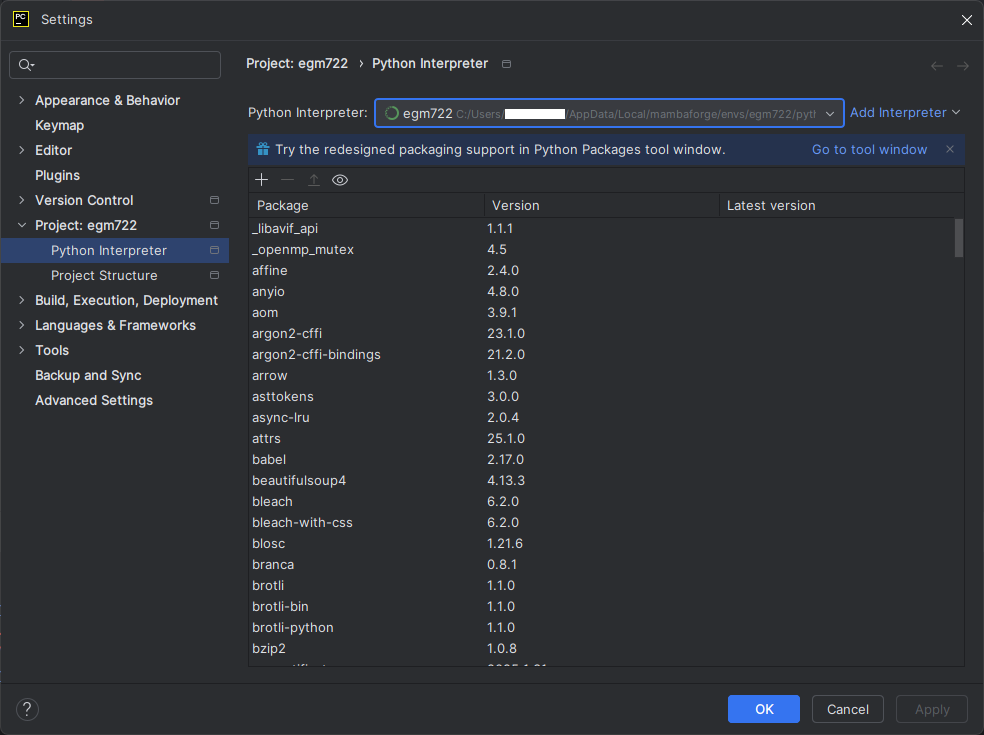 PC Settings
Project: egm722 › Python Interpreter
Appearance & Behavior
Keymap
Editor
Plugins
Version Control
Project: egm722
Python Interpreter
Project Structure
Build, Execution, Deployment
Languages & Frameworks
Tools
Backup and Sync
Advanced Settings
Python Interpreter: egm722 C:/Users/ /AppData/Local/mambaforge/envs/egm722/pytl Add Interpreter
Try the redesigned packaging support in Python Packages tool window. Go to tool window
Package Version Latest version
_libavif_api 1.1.1
_openmp_mutex 4.5
affine 2.4.0
anyio 4.8.0
aom 3.9.1
argon2-cffi 23.1.0
argon2-cffi-bindings 21.2.0
arrow 1.3.0
asttokens 3.0.0
async-lru 2.0.4
attrs 25.1.0
babel 2.17.0
beautifulsoup4 4.13.3
bleach 6.2.0
bleach-with-css 6.2.0
blosc 1.21.6
branca 0.8.1
brotli 1.1.0
brotli-bin 1.1.0
brotli-python 1.1.0
bzip2 1.0.8
? OK Cancel Apply